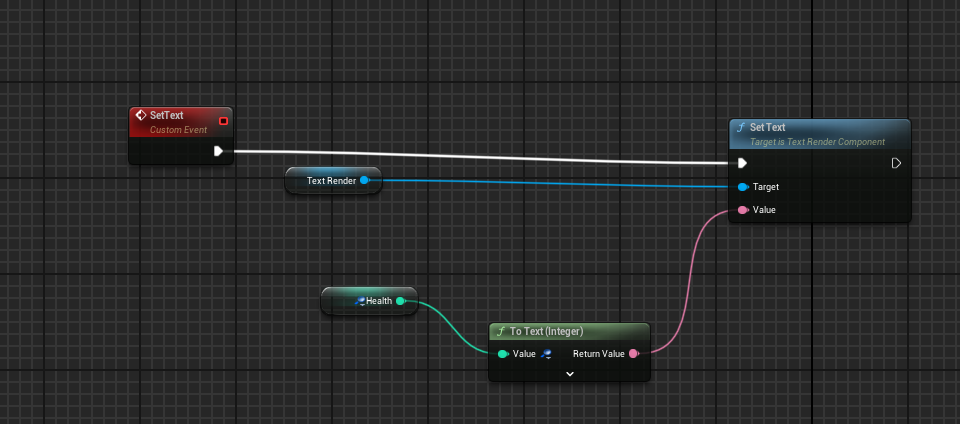 SetText
Custom Event
Set Text
Target is Text Render Component
Text Render
Target
Value
Health
To Text (Integer)
Value
Return Value